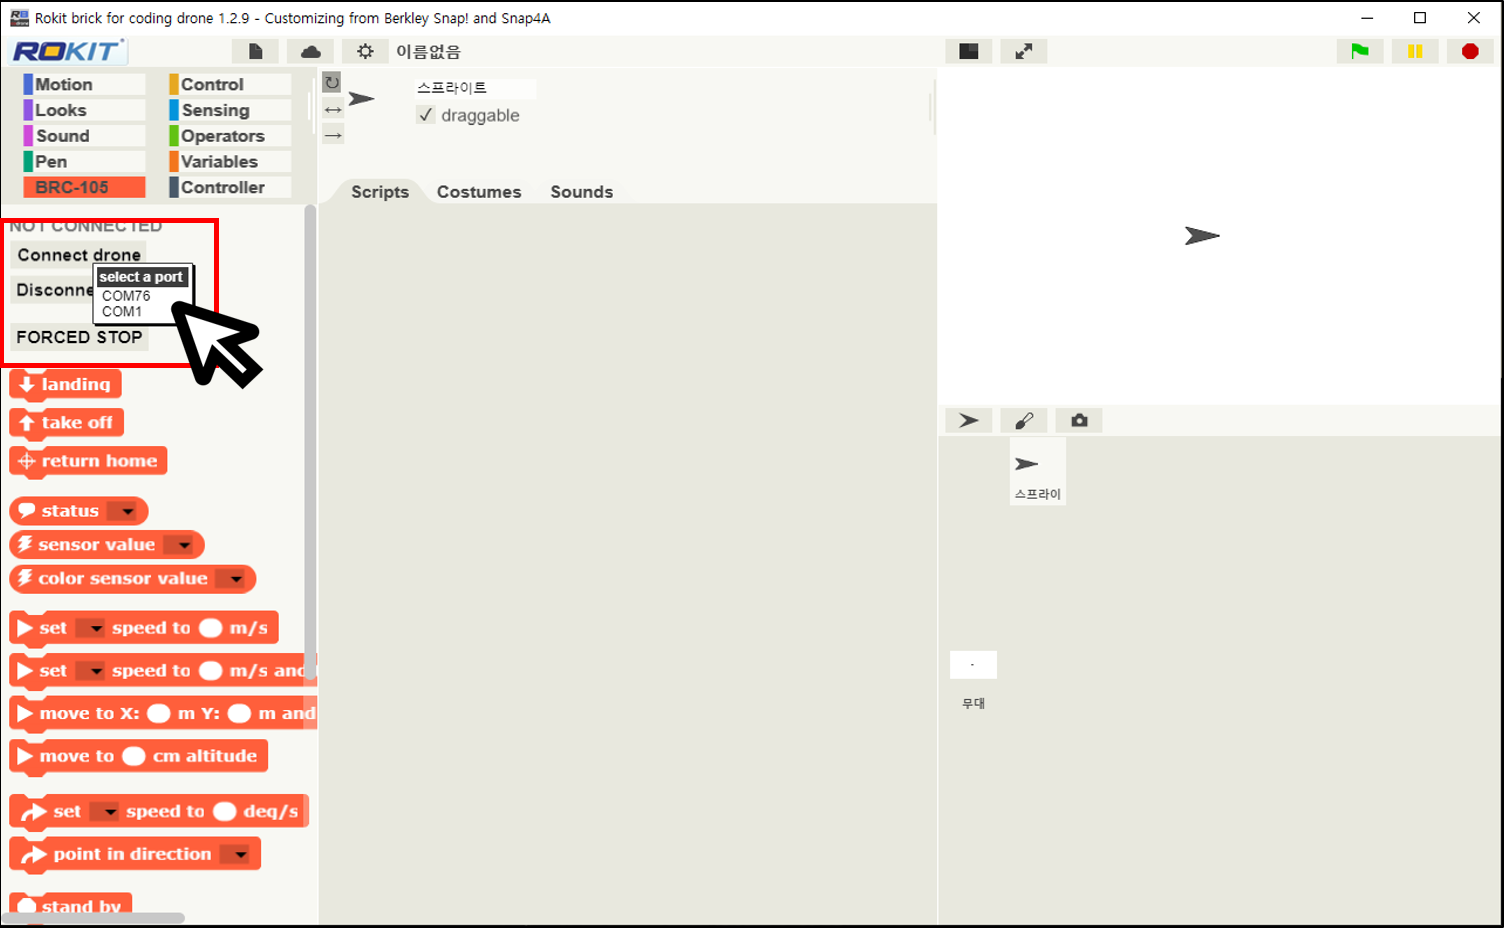 Rokit brick for coding drone 1.2.9 - Customizing from Berkley Snap! and Snap4A
ROKIT
이름없음
Motion
Control
Looks
Sensing
Sound
Operators
Pen
Variables
BRC-105
Controller
스프라이트
draggable
Scripts
Costumes
Sounds
NOT CONNECTED
Connect drone
select a port
Disconne
COM76
COM1
FORCED STOP
landing
take off
return home
status
sensor value
color sensor value
set speed to m/s
set speed to m/s and
move to X: m Y: m and
move to cm altitude
set speed to deg/s
point in direction
stand by
스프라이
무대